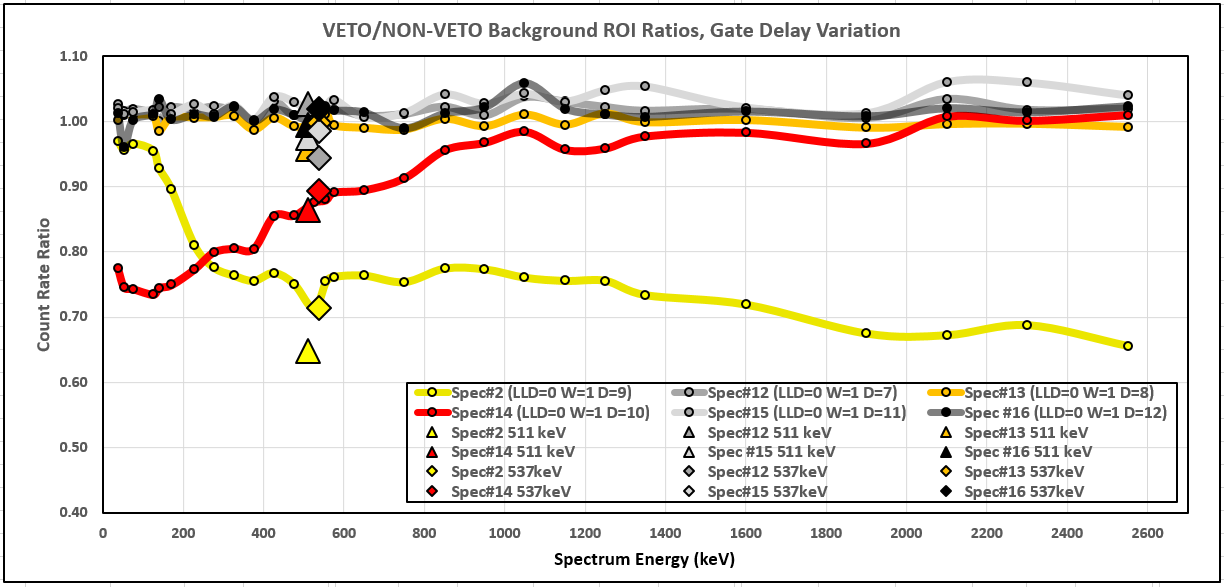 VETO/NON-VETO Background ROI Ratios, Gate Delay Variation
1.10
1.00
0.90
0.80
0.70
0.60
0.50
0.40
Count Rate Ratio
Spec#2 (LLD=0 W=1 D=9) Spec#12 (LLD=0 W=1 D=7) Spec#13 (LLD=0 W=1 D=8)
Spec#14 (LLD=0 W=1 D=10) Spec#15 (LLD=0 W=1 D=11) Spec #16 (LLD=0 W=1 D=12)
Spec#2 511 keV Spec#12 511 keV Spec#13 511 keV
Spec#14 511 keV Spec #15 511 keV Spec #16 511 keV
Spec#2 537keV Spec#12 537keV Spec#13 537keV
Spec#14 537keV Spec#15 537keV Spec#16 537keV
0 200 400 600 800 1000 1200 1400 1600 1800 2000 2200 2400 2600
Spectrum Energy (keV)